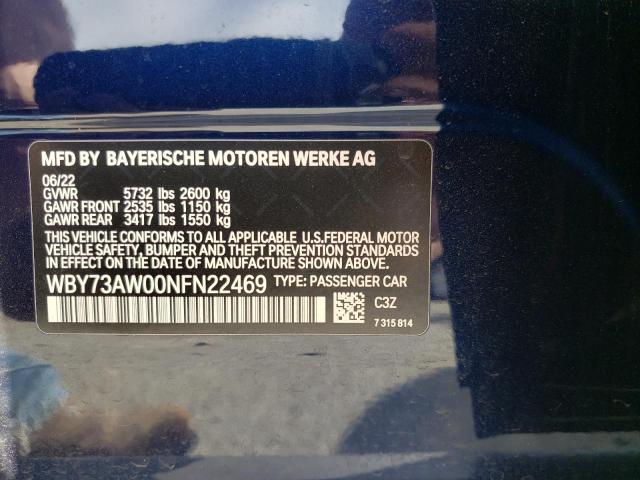 MFD BY BAYERISCHE MOTOREN WERKE AG
06/22
GVWR 5732 lbs 2600 kg
GAWR FRONT 2535 lbs 1150 kg
GAWR REAR 3417 lbs 1550 kg
THIS VEHICLE CONFORMS TO ALL APPLICABLE U.S.FEDERAL MOTOR
VEHICLE SAFETY, BUMPER AND THEFT PREVENTION STANDARDS
IN EFFECT ON THE DATE OF MANUFACTURE SHOWN ABOVE.
WBY73AW00NFN22469 TYPE: PASSENGER CAR
C3Z
7 315 814